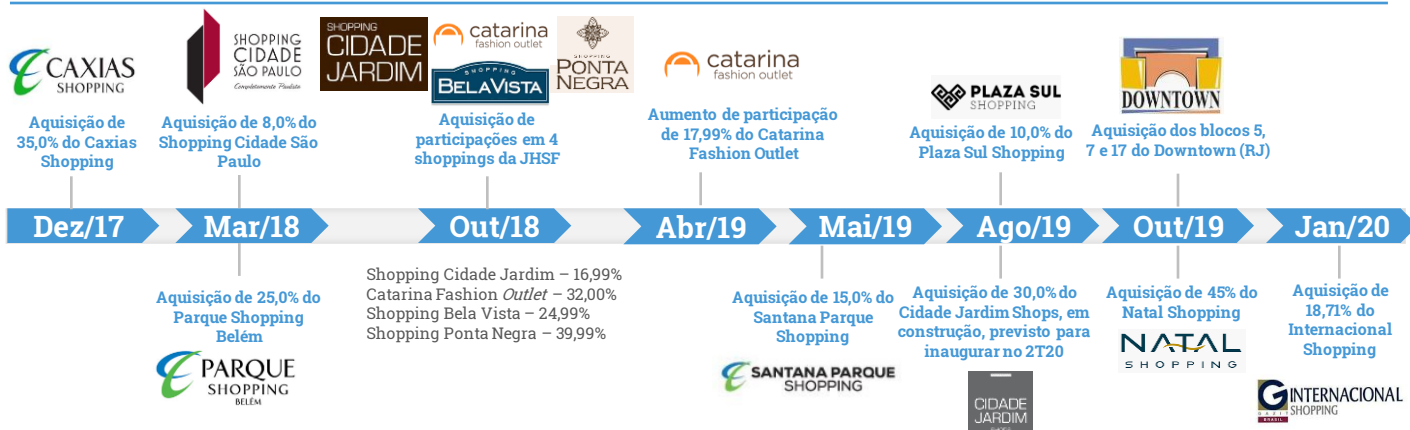 CAXIAS
SHOPPING
Aquisição de
35,0% do Caxias
Shopping
SHOPPING
CIDADE
SÃO PAULO
Completamente Paulista
Aquisição de 8,0% do
Shopping Cidade São
Paulo
SHOPPING
CIDADE
JARDIM
catarina
fashion outlet
SHOPPING
BELAVISTA
SHOPPING
PONTA
NEGRA
Aquisição de
participações em 4
shoppings da JHSF
catarina
fashion outlet
Aumento de participação
de 17,99% do Catarina
Fashion Outlet
PLAZA SUL
SHOPPING
Aquisição de 10,0% do
Plaza Sul Shopping
DOWNTOWN
Aquisição dos blocos 5,
7 e 17 do Downtown (RJ)
Dez/17
Mar/18
Out/18
Abr/19
Mai/19
Ago/19
Out/19
Jan/20
Aquisição de 25,0% do
Parque Shopping
Belém
PARQUE
SHOPPING
BELÉM
Shopping Cidade Jardim – 16,99%
Catarina Fashion Outlet – 32,00%
Shopping Bela Vista – 24,99%
Shopping Ponta Negra – 39,99%
Aquisição de 15,0% do
Santana Parque
Shopping
SANTANA PARQUE
SHOPPING
Aquisição de 30,0% do
Cidade Jardim Shops, em
construção, previsto para
inaugurar no 2T20
CIDADE
JARDIM
Aquisição de 45% do
Natal Shopping
NATAL
SHOPPING
Aquisição de
18,71% do
Internacional
Shopping
G INTERNACIONAL
SHOPPING
GAZIT
BRASIL